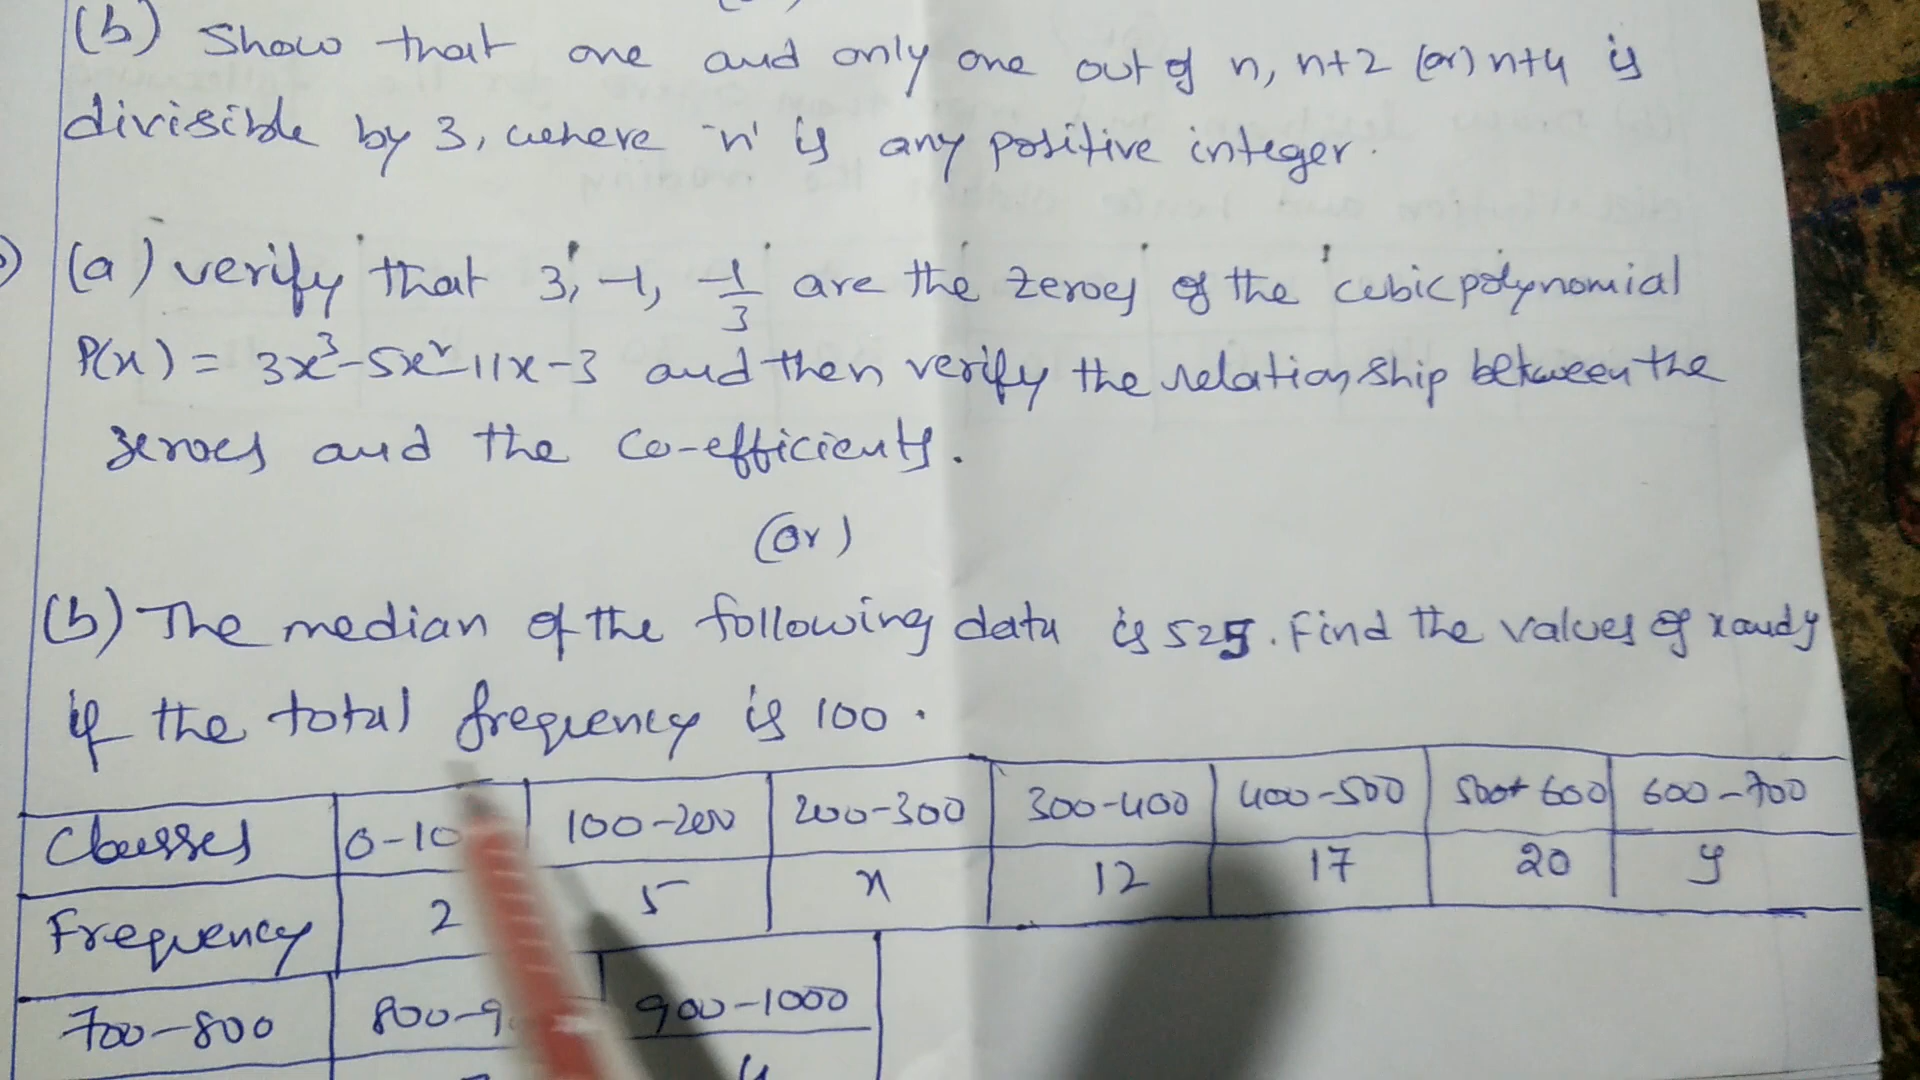 (b) Show that one and only one out of n, n+2 (or) n+4 is
divisible by 3, where 'n' is any positive integer.
(a) verify that 3, -1, -1/3 are the zeroes of the cubic polynomial
P(x) = 3x³-5x²-11x-3 and then verify the relationship between the
zeroes and the co-efficients.
(or)
(b) The median of the following data is 525. Find the values of x and y
if the total frequency is 100.
Classes 0-10 100-200 200-300 300-400 400-500 500-600 600-700
Frequency 2 5 x 12 17 20 y
700-800 800-9 900-1000